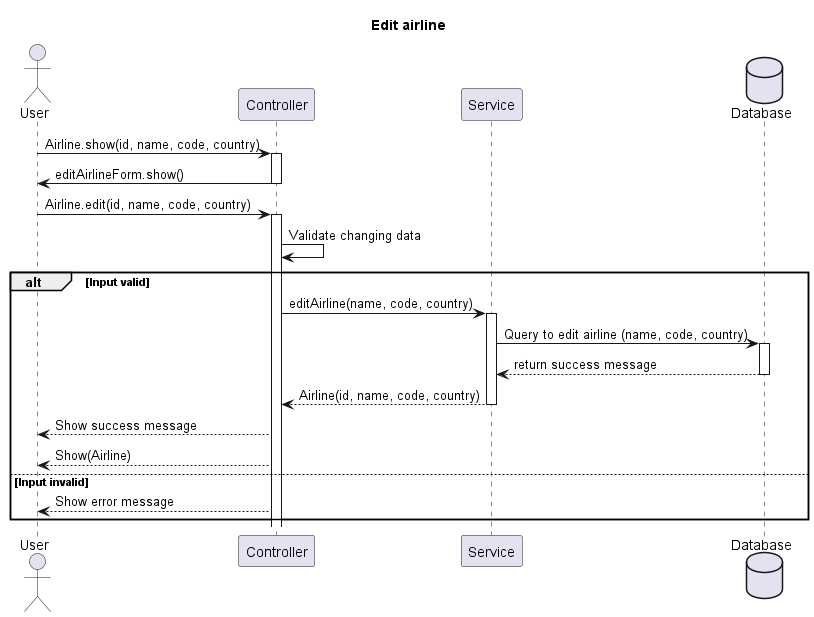 Edit airline
User
Controller
Service
Database
Airline.show(id, name, code, country)
editAirlineForm.show()
Airline.edit(id, name, code, country)
Validate changing data
alt [Input valid]
editAirline(name, code, country)
Query to edit airline (name, code, country)
return success message
Airline(id, name, code, country)
Show success message
Show(Airline)
[Input invalid]
Show error message
User
Controller
Service
Database